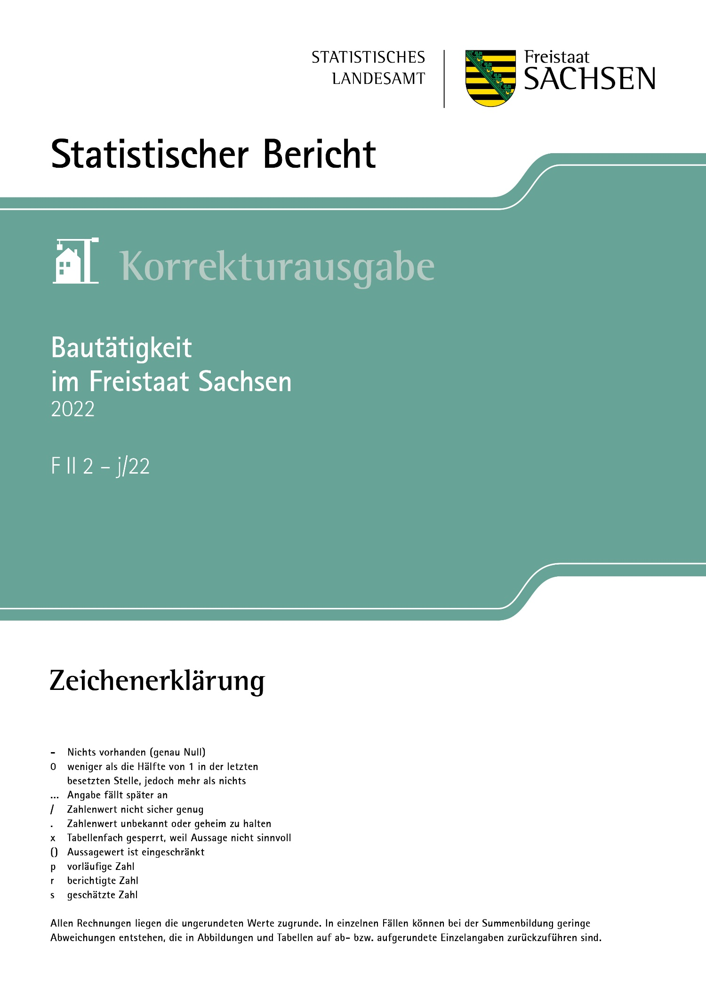 STATISTISCHES
LANDESAMT
Freistaat
SACHSEN
Statistischer Bericht
Korrekturausgabe
Bautätigkeit
im Freistaat Sachsen
2022
F II 2 – j/22
Zeichenerklärung
- Nichts vorhanden (genau Null)
0 weniger als die Hälfte von 1 in der letzten
besetzten Stelle, jedoch mehr als nichts
... Angabe fällt später an
/ Zahlenwert nicht sicher genug
. Zahlenwert unbekannt oder geheim zu halten
x Tabellenfach gesperrt, weil Aussage nicht sinnvoll
() Aussagewert ist eingeschränkt
p vorläufige Zahl
r berichtigte Zahl
s geschätzte Zahl
Allen Rechnungen liegen die ungerundeten Werte zugrunde. In einzelnen Fällen können bei der Summenbildung geringe
Abweichungen entstehen, die in Abbildungen und Tabellen auf ab- bzw. aufgerundete Einzelangaben zurückzuführen sind.